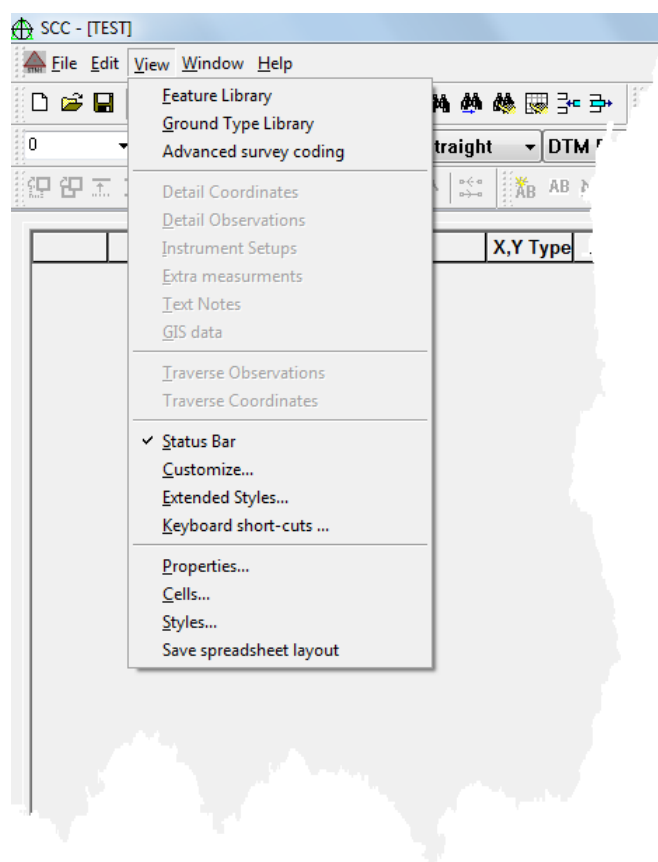 SCC - [TEST]
File Edit View Window Help
Feature Library
Ground Type Library
0
Advanced survey coding
traight
DTM
AB AB
Detail Coordinates
Detail Observations
Instrument Setups
X,Y Type
Extra measurments
Text Notes
GIS data
Traverse Observations
Traverse Coordinates
Status Bar
Customize...
Extended Styles...
Keyboard short-cuts ...
Properties...
Cells...
Styles...
Save spreadsheet layout